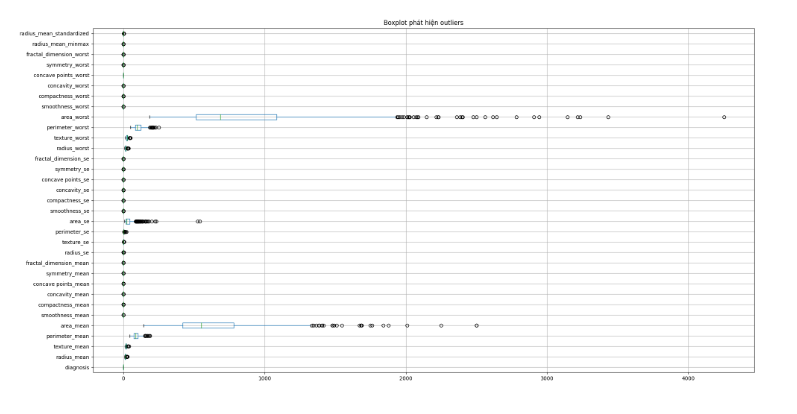 Boxplot phát hiện outliers
radius_mean_standardized
radius_mean_minmax
fractal_dimension_worst
symmetry_worst
concave points_worst
concavity_worst
compactness_worst
smoothness_worst
area_worst
perimeter_worst
texture_worst
radius_worst
fractal_dimension_se
symmetry_se
concave points_se
concavity_se
compactness_se
smoothness_se
area_se
perimeter_se
texture_se
radius_se
fractal_dimension_mean
symmetry_mean
concave points_mean
concavity_mean
compactness_mean
smoothness_mean
area_mean
perimeter_mean
texture_mean
radius_mean
diagnosis
0 1000 2000 3000 4000